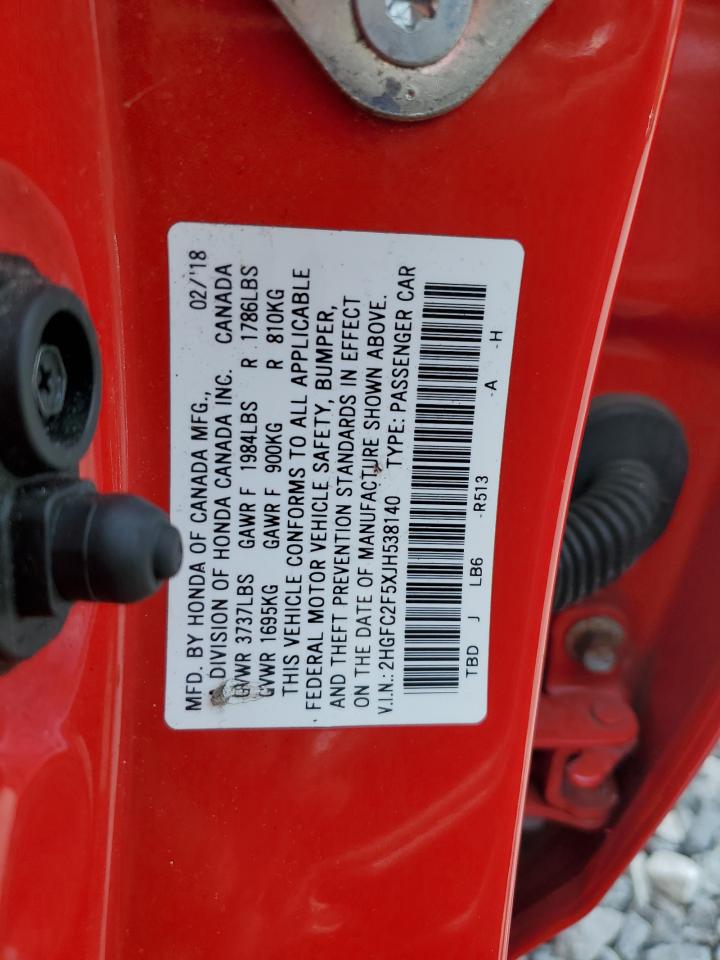 MFD. BY HONDA OF CANADA MFG., 02/'18
A DIVISION OF HONDA CANADA INC. CANADA
GVWR 3737LBS GAWR F 1984LBS R 1786LBS
GVWR 1695KG GAWR F 900KG R 810KG
THIS VEHICLE CONFORMS TO ALL APPLICABLE
FEDERAL MOTOR VEHICLE SAFETY, BUMPER,
AND THEFT PREVENTION STANDARDS IN EFFECT
ON THE DATE OF MANUFACTURE SHOWN ABOVE.
V.I.N.: 2HGFC2F5XJH538140 TYPE: PASSENGER CAR
TBD J LB6 -R513 -A -H